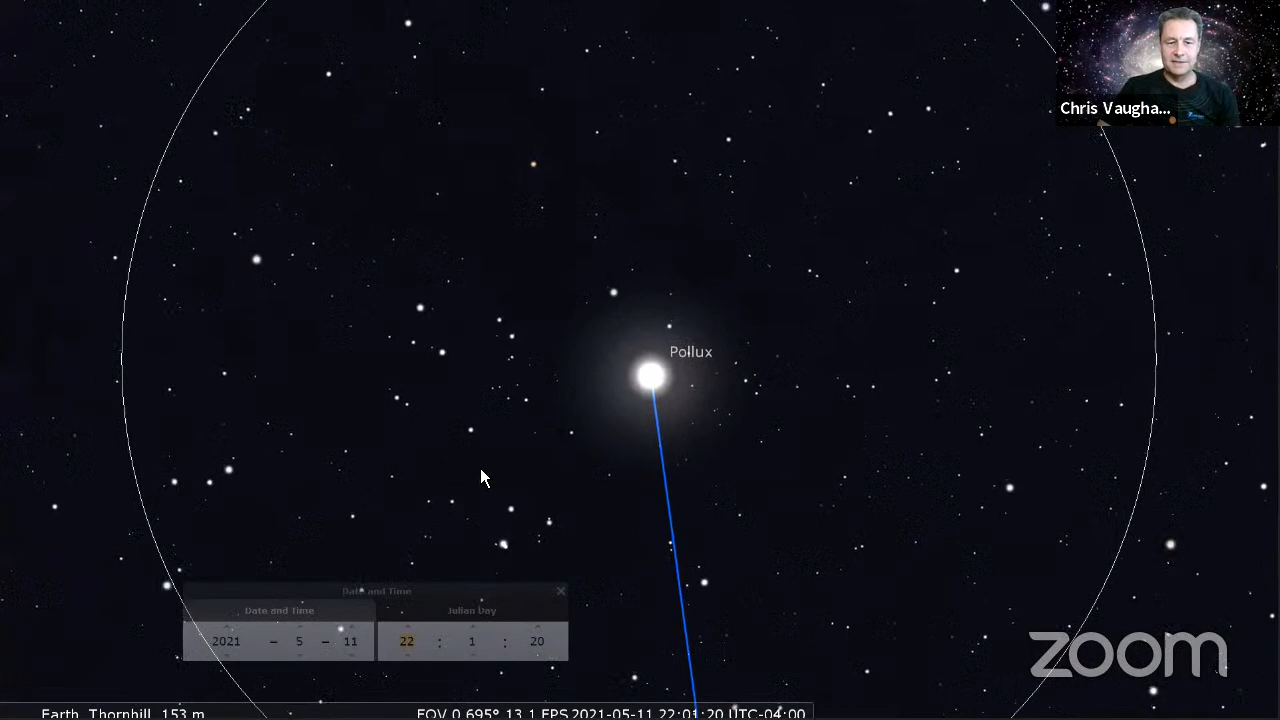 Chris Vaugha...
Pollux
Date and Time
Date and Time Julian Day
2021 - 5 - 11 22 : 1 : 20
zoom
Earth, Thornhill, 153 m FOV 0.695° 13.1 FPS 2021-05-11 22:01:20 UTC-04:00